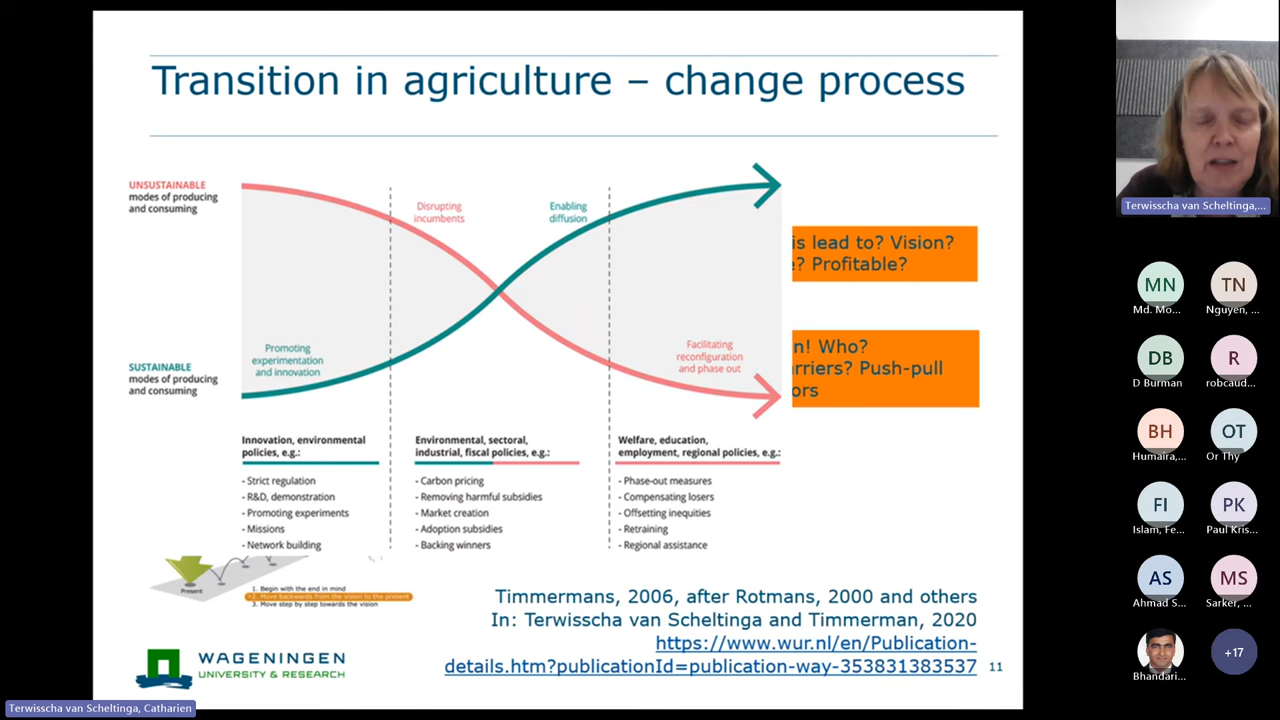 Transition in agriculture – change process
UNSUSTAINABLE
modes of producing
and consuming
Disrupting
incumbents
Enabling
diffusion
is lead to? Vision?
e? Profitable?
Promoting
experimentation
and innovation
Facilitating
reconfiguration
and phase out
n! Who?
arriers? Push-pull
ors
SUSTAINABLE
modes of producing
and consuming
Innovation, environmental
policies, e.g.:
- Strict regulation
- R&D, demonstration
- Promoting experiments
- Missions
- Network building
Environmental, sectoral,
industrial, fiscal policies, e.g.:
- Carbon pricing
- Removing harmful subsidies
- Market creation
- Adoption subsidies
- Backing winners
Welfare, education,
employment, regional policies, e.g.:
- Phase-out measures
- Compensating losers
- Offsetting inequities
- Retraining
- Regional assistance
Present
1. Begin with the end in mind
2. Move backwards from the vision to the present
3. Move step by step towards the vision
Timmermans, 2006, after Rotmans, 2000 and others
In: Terwisscha van Scheltinga and Timmerman, 2020
https://www.wur.nl/en/Publication-
details.htm?publicationId=publication-way-353831383537
11
WAGENINGEN
UNIVERSITY & RESEARCH
Terwisscha van Scheltinga, Catharien
Terwisscha van Scheltinga,...
MN
Md. Mo...
TN
Nguyen, ...
DB
D Burman
R
robcaud...
BH
Humaira,...
OT
Or Thy
FI
Islam, Fe...
PK
Paul Kris...
AS
Ahmad S...
MS
Sarker, ...
Bhandari...
+17